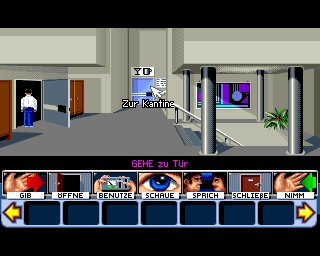 Zur Kantine
GEHE zu Tür
GIB
ÖFFNE
BENUTZE
SCHAUE
SPRICH
SCHLIEßE
NIMM